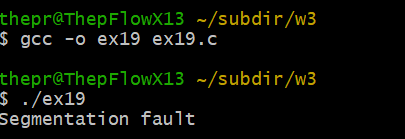 thepr@ThepFlowX13 ~/subdir/w3
$ gcc -o ex19 ex19.c
thepr@ThepFlowX13 ~/subdir/w3
$ ./ex19
Segmentation fault